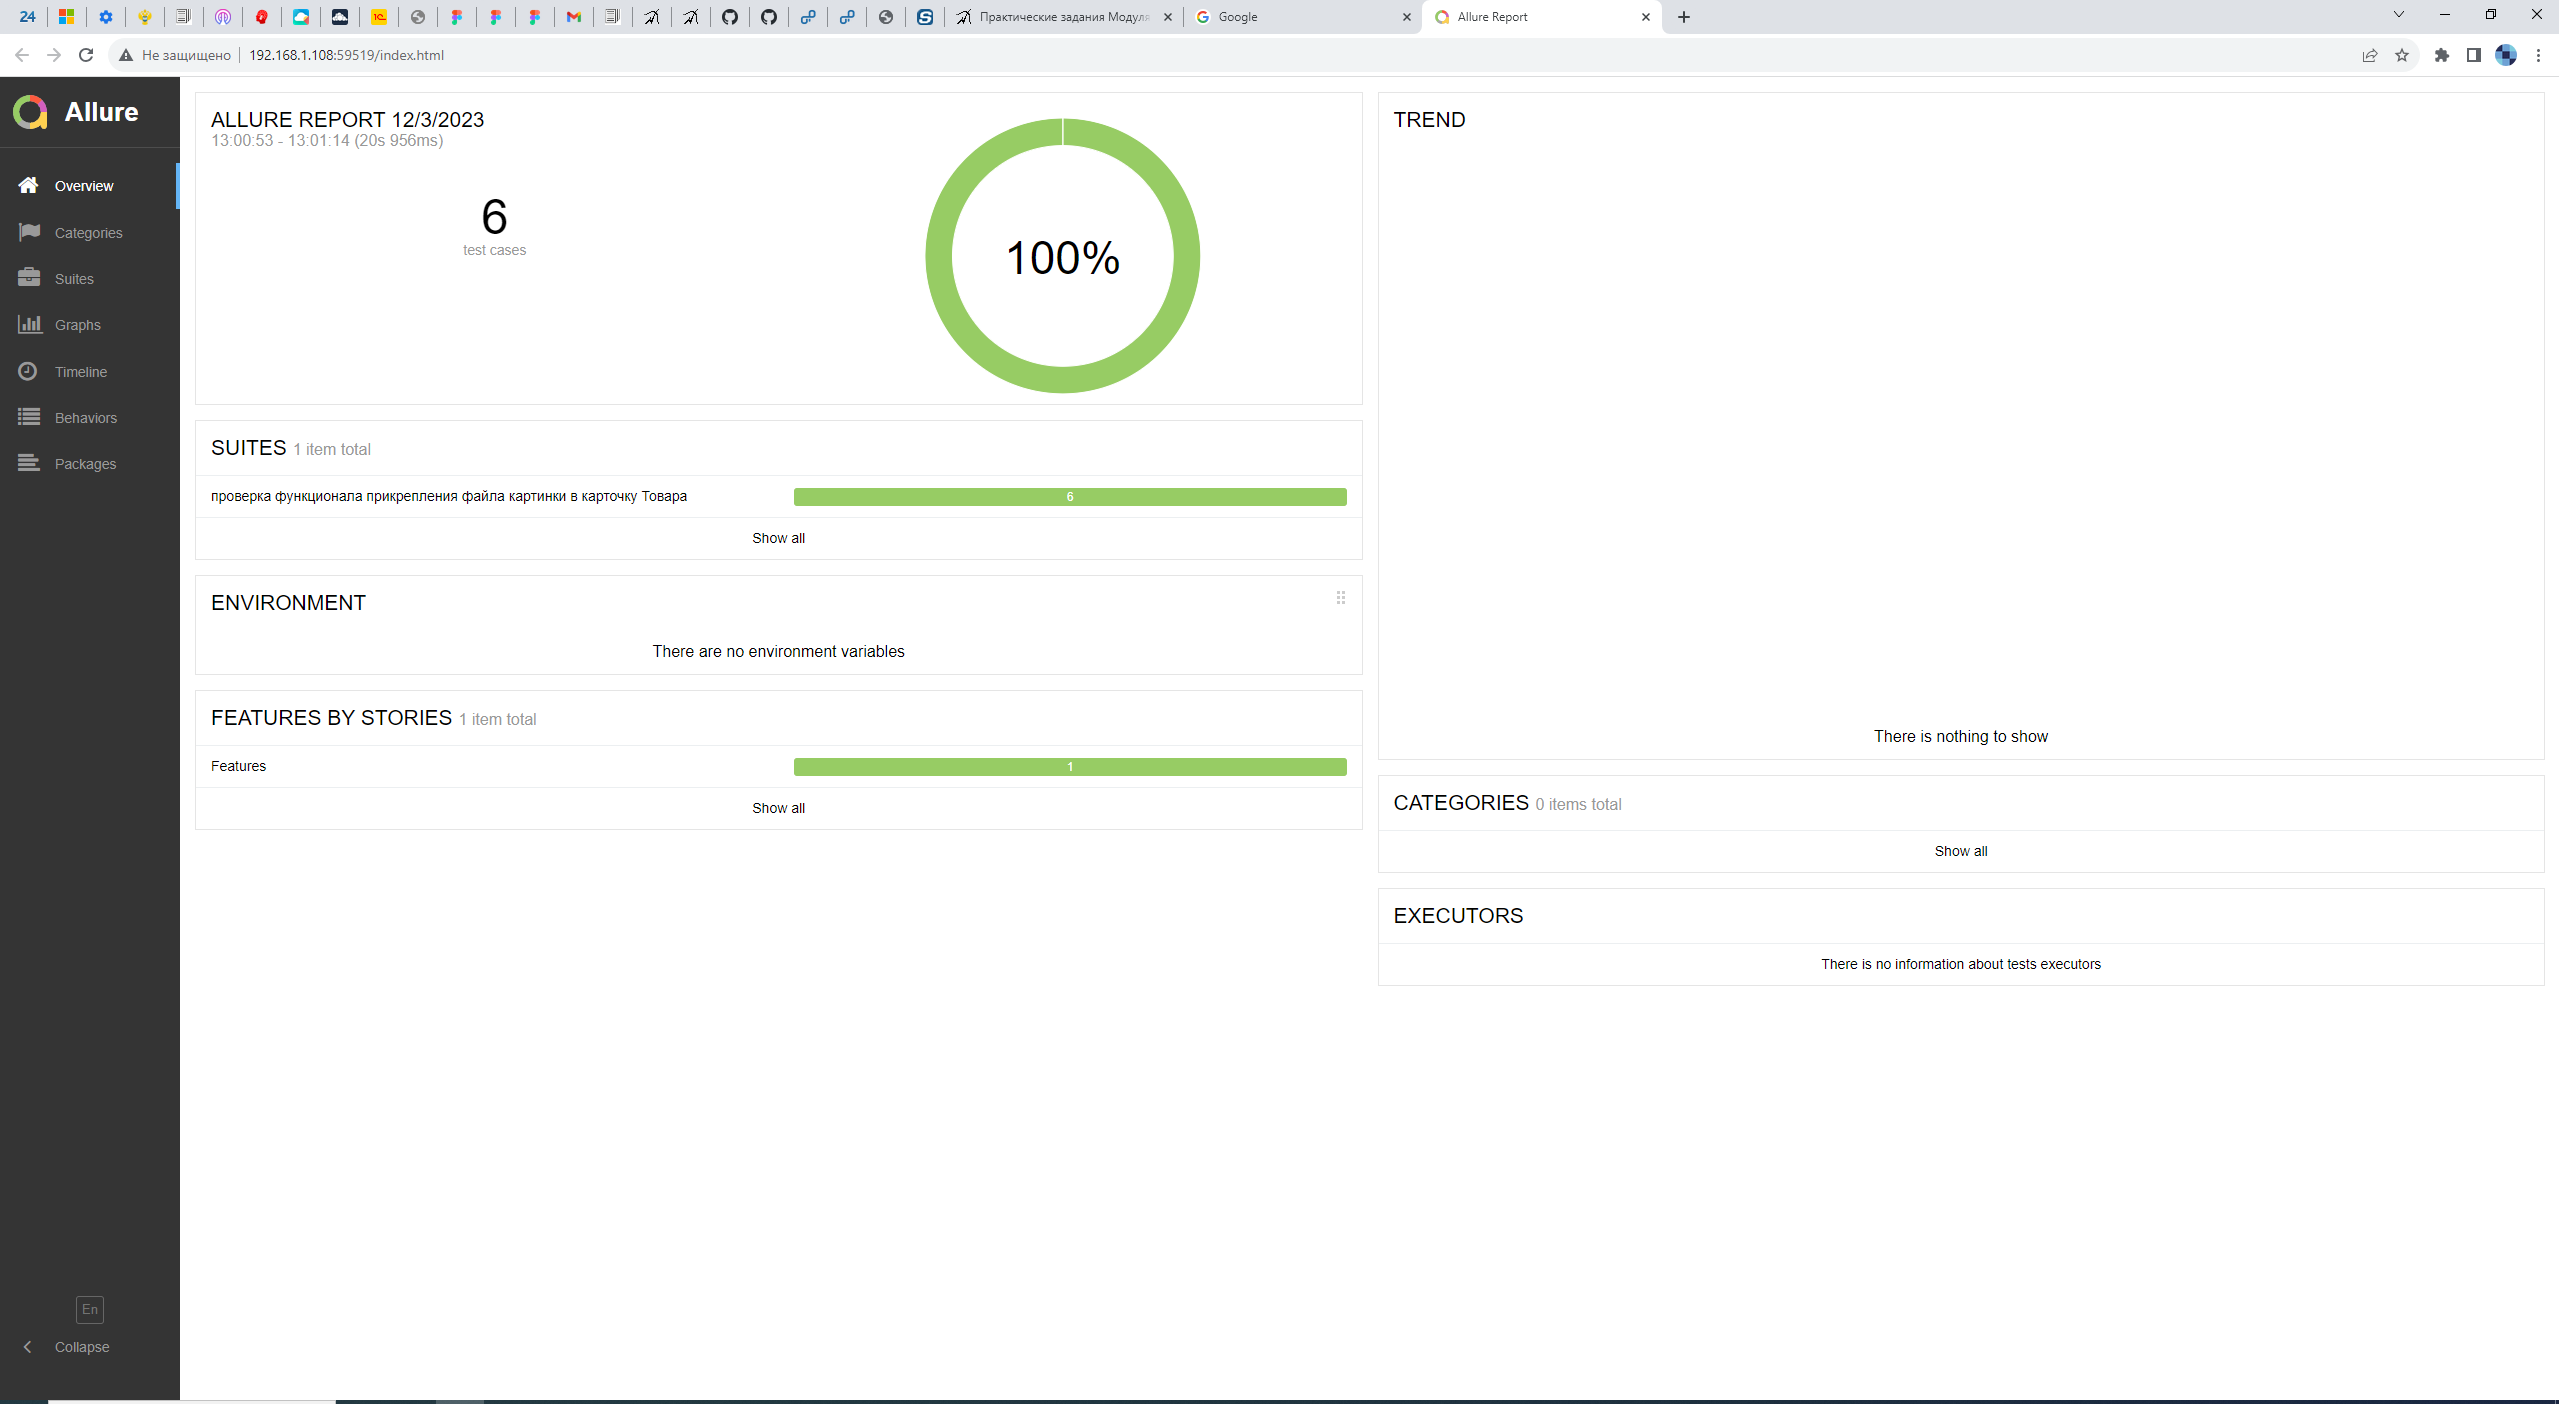 24
Практические задания Модуля
Google
Allure Report
Не защищено
192.168.1.108:59519/index.html
Allure
Overview
Categories
Suites
Graphs
Timeline
Behaviors
Packages
En
Collapse
ALLURE REPORT 12/3/2023
13:00:53 - 13:01:14 (20s 956ms)
6
test cases
100%
SUITES 1 item total
проверка функционала прикрепления файла картинки в карточку Товара
6
Show all
ENVIRONMENT
There are no environment variables
FEATURES BY STORIES 1 item total
Features
1
Show all
TREND
There is nothing to show
CATEGORIES 0 items total
Show all
EXECUTORS
There is no information about tests executors